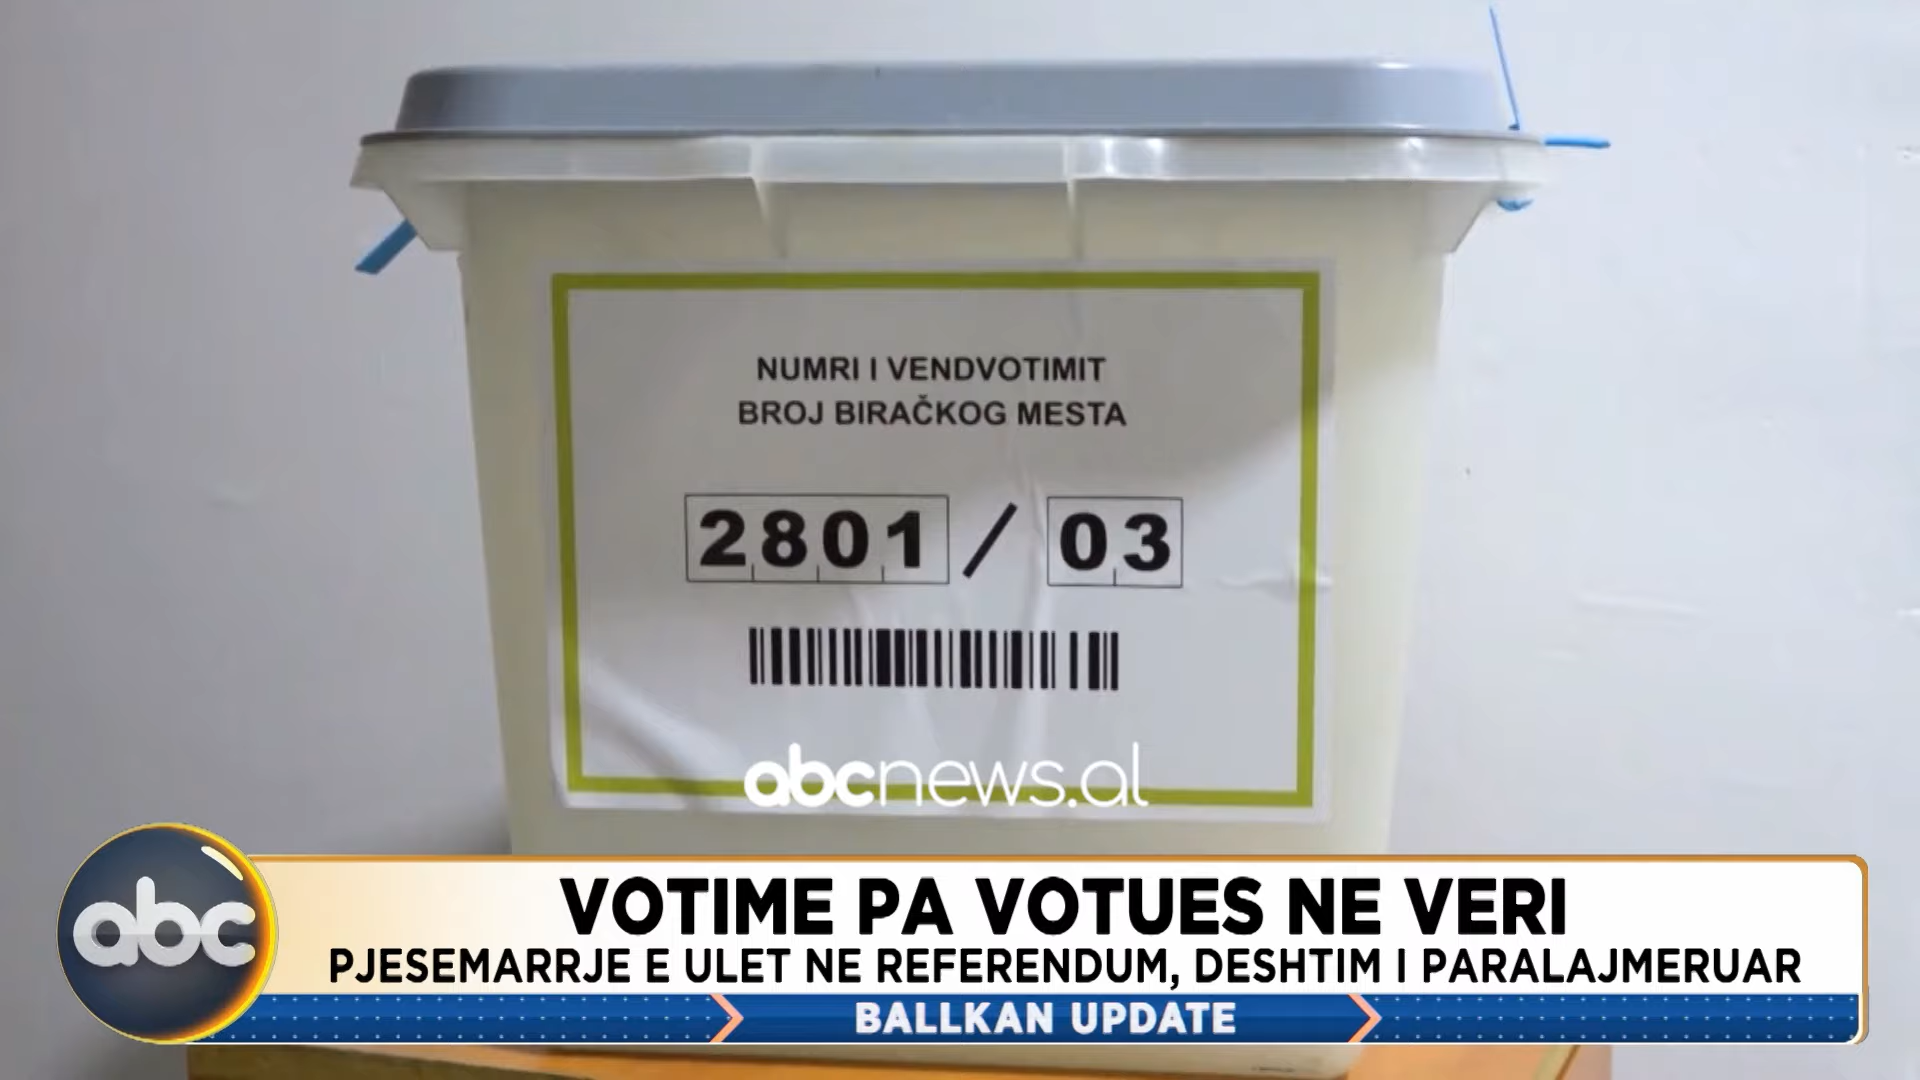 NUMRI I VENDVOTIMIT
BROJ BIRAČKOG MESTA
2801 / 03
abcnews.al
abc
VOTIME PA VOTUES NE VERI
PJESEMARRJE E ULET NE REFERENDUM, DESHTIM I PARALAJMERUAR
BALLKAN UPDATE